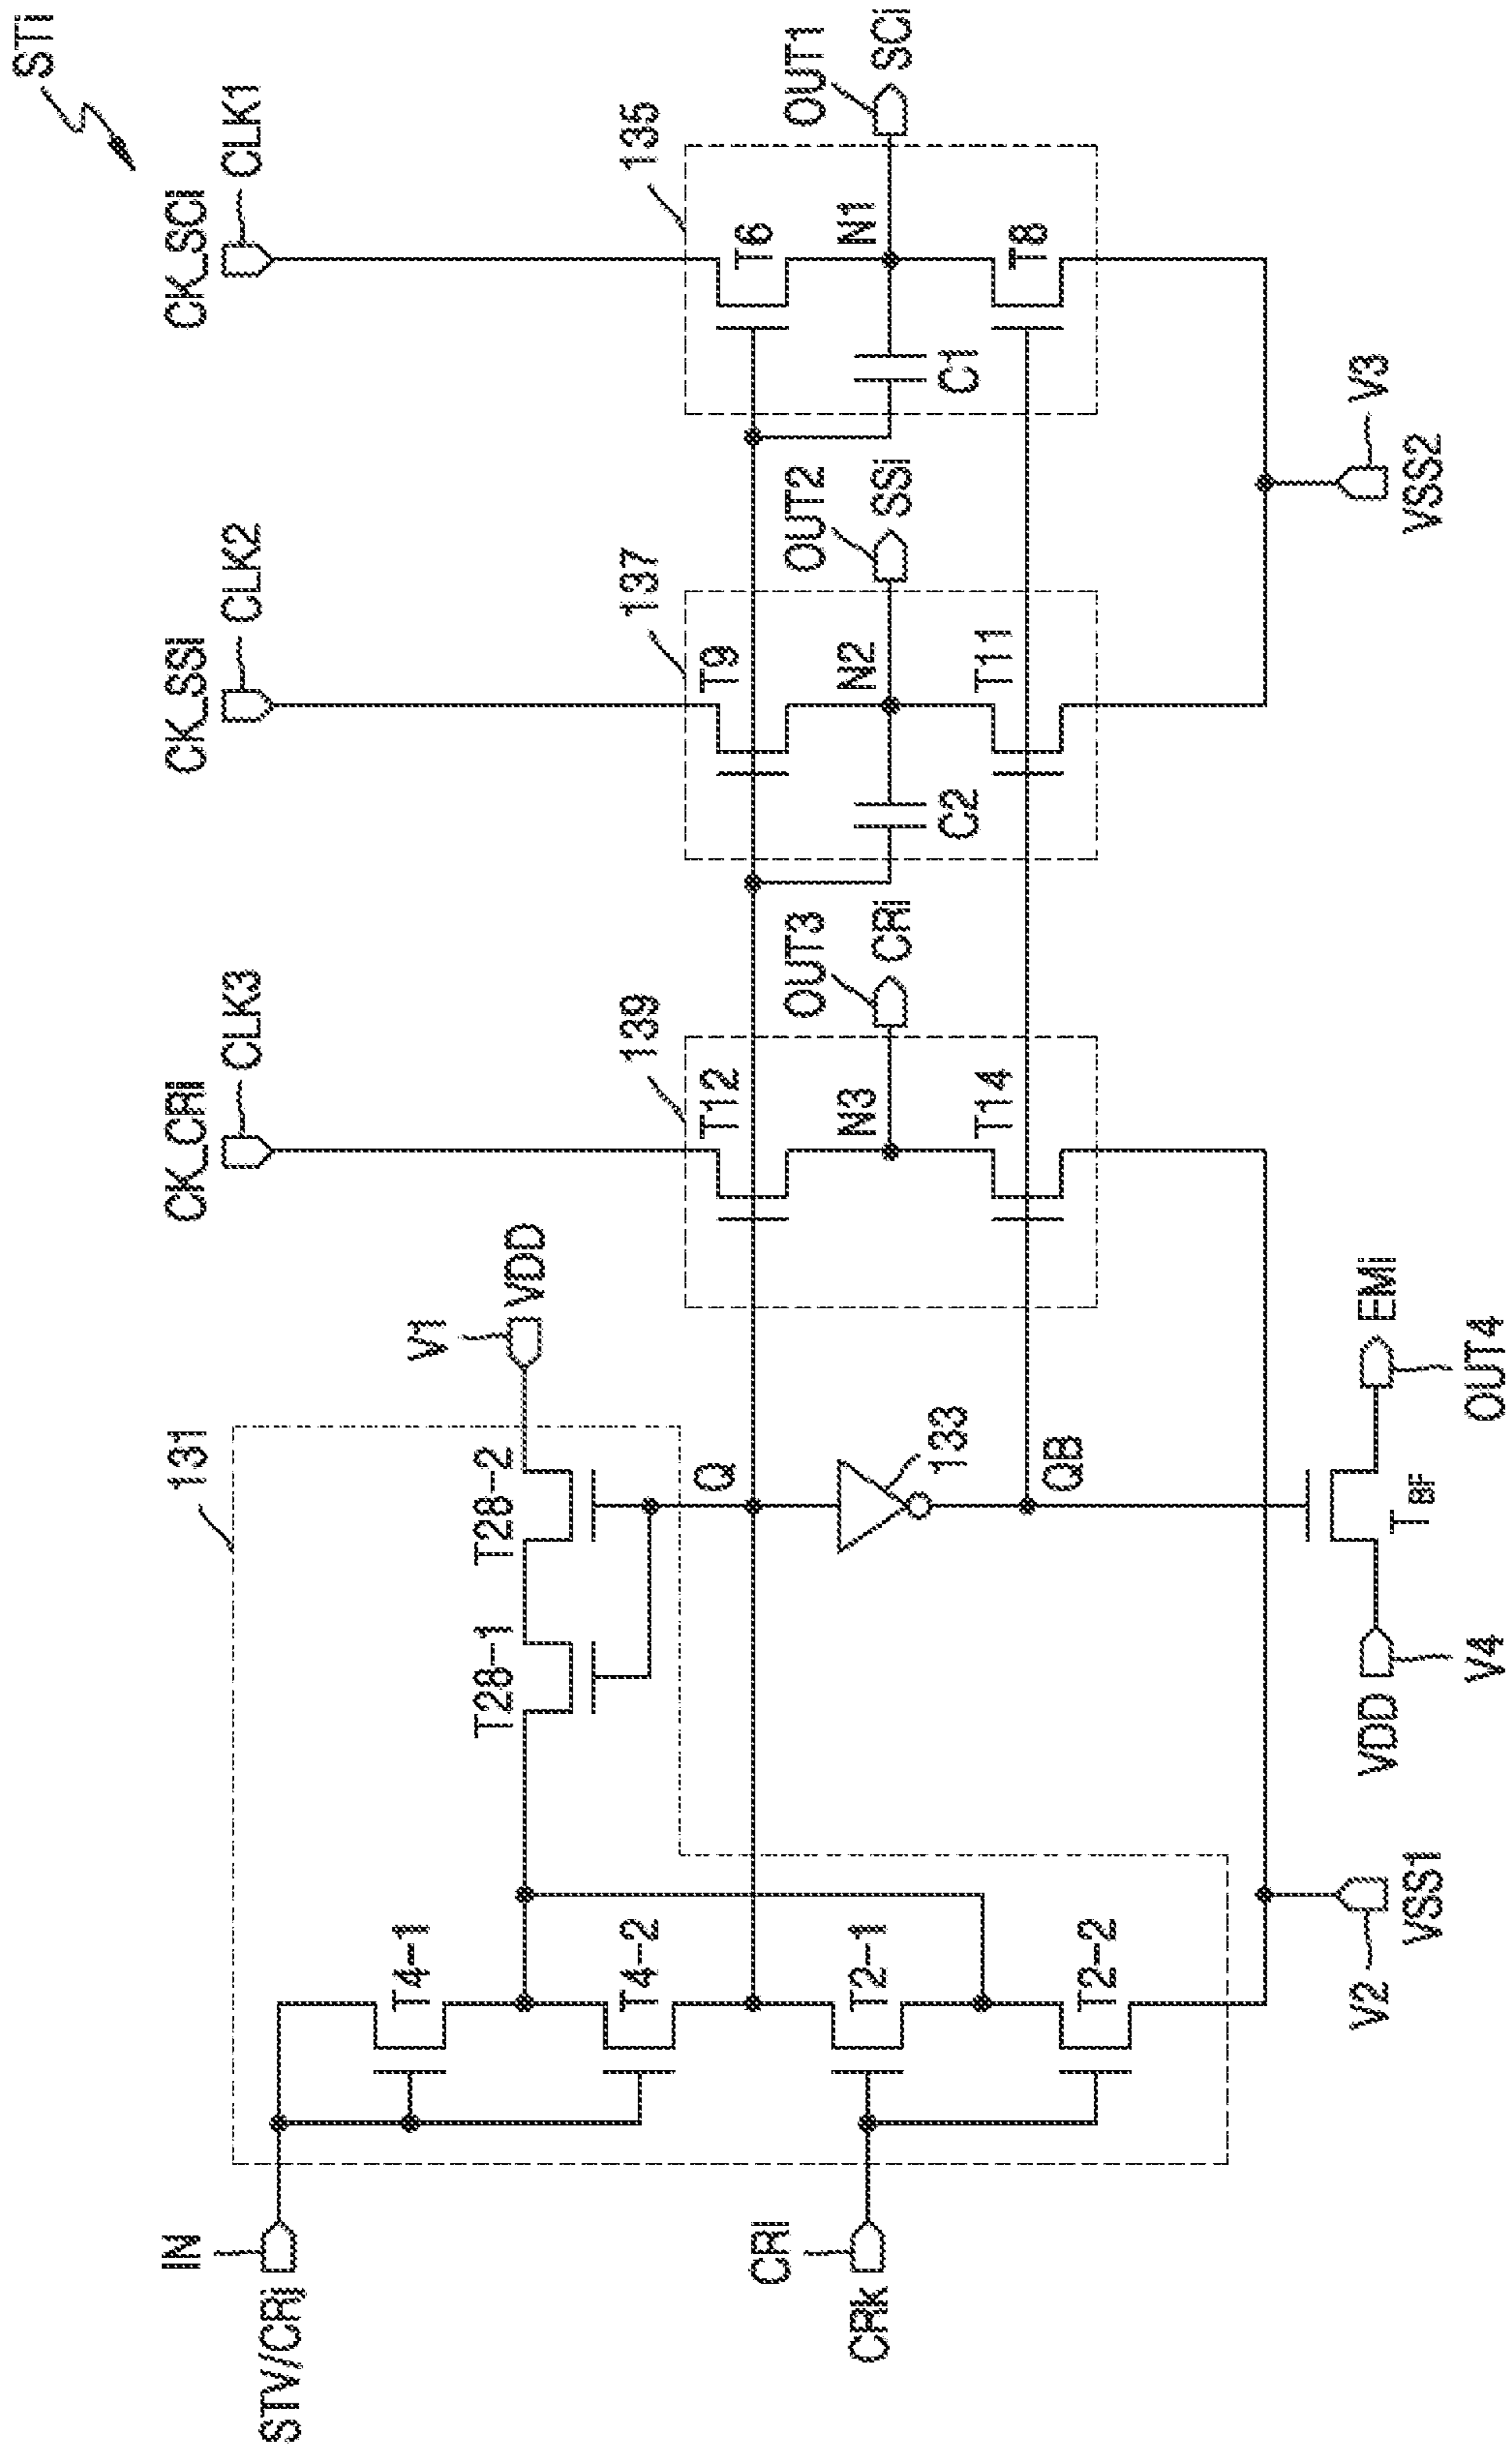 STi
CK_CRi
CLK3
CK_SSi
CLK2
CK_SCi
CLK1
131
V1
VDD
139
137
135
IN
STV/CRj
T4-1
T28-1
T28-2
T12
T9
T6
T4-2
Q
OUT3
CRi
OUT2
SSi
OUT1
SCi
N3
N2
N1
CRI
CRk
T2-1
133
C2
C1
T2-2
QB
T14
T11
T8
V2
VSS1
V3
VSS2
VDD
V4
TBF
EMi
OUT4